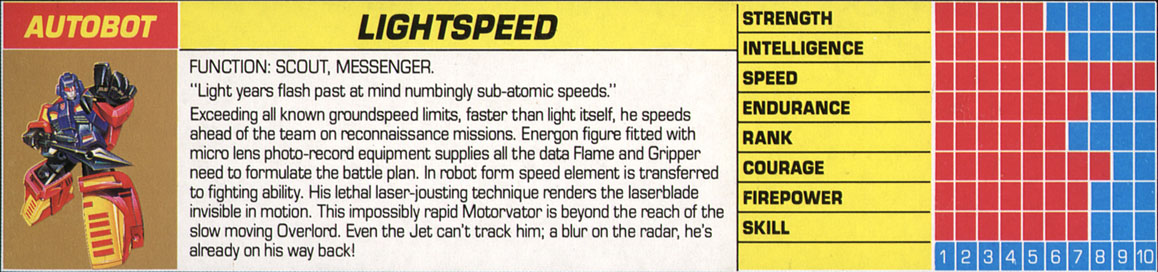 AUTOBOT
LIGHTSPEED
FUNCTION: SCOUT, MESSENGER.
"Light years flash past at mind numbingly sub-atomic speeds."
Exceeding all known groundspeed limits, faster than light itself, he speeds
ahead of the team on reconnaissance missions. Energon figure fitted with
micro lens photo-record equipment supplies all the data Flame and Gripper
need to formulate the battle plan. In robot form speed element is transferred
to fighting ability. His lethal laser-jousting technique renders the laserblade
invisible in motion. This impossibly rapid Motorvator is beyond the reach of the
slow moving Overlord. Even the Jet can't track him; a blur on the radar, he's
already on his way back!
STRENGTH
INTELLIGENCE
SPEED
ENDURANCE
RANK
COURAGE
FIREPOWER
SKILL
1 2 3 4 5 6 7 8 9 10